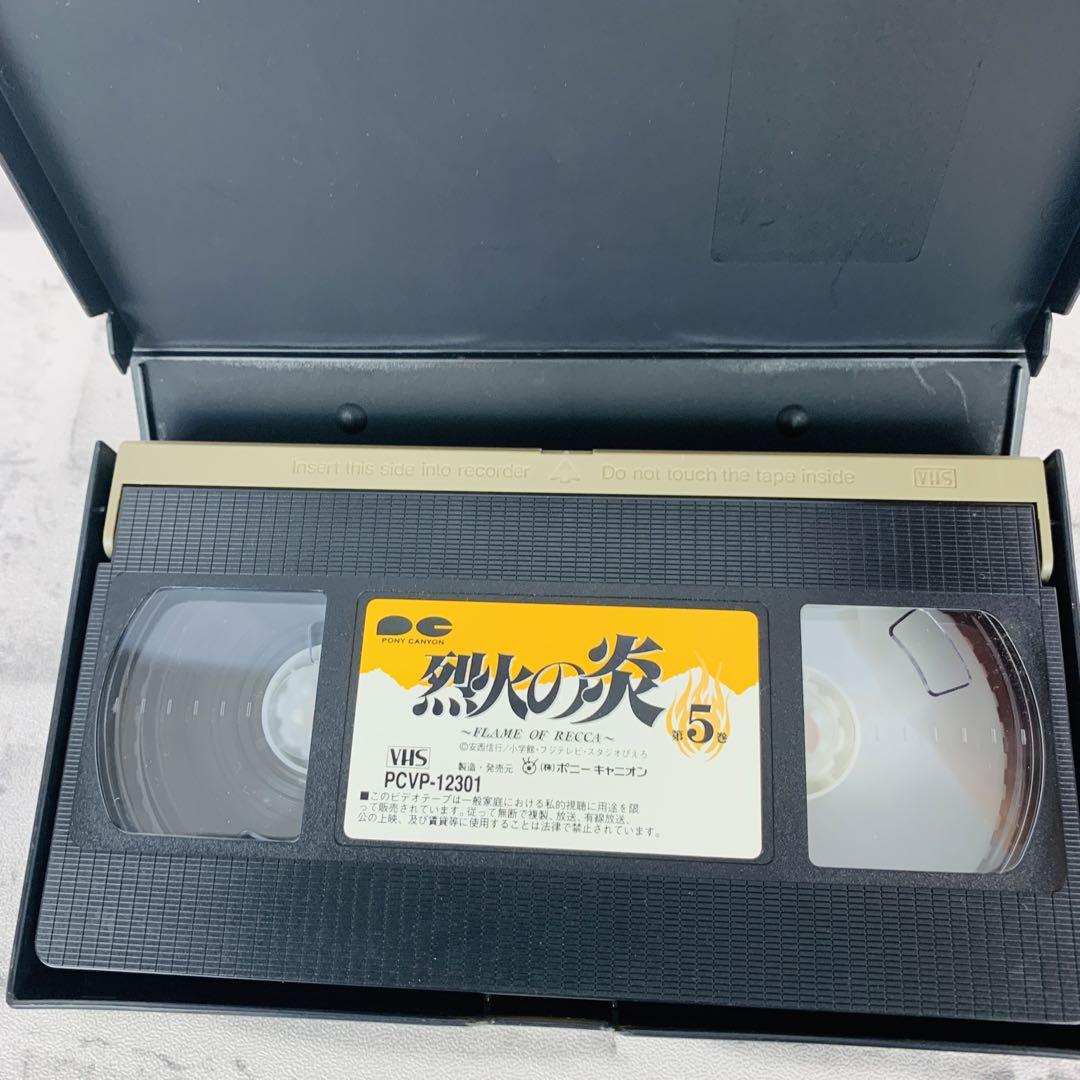 Insert this side into recorder Do not touch the tape inside VHS
PC
PONY CANYON
烈火の炎
~FLAME OF RECCA~
第5巻
©安西信行/小学館・フジテレビ・スタジオぴえろ
VHS 製造・発売元 (株)ポニーキャニオン
PCVP-12301
■このビデオテープは一般家庭における私的視聴に用途を限
って販売されています。従って無断で複製、放送、有線放送、
公の上映、及び賃貸等に使用することは法律で禁止されています。